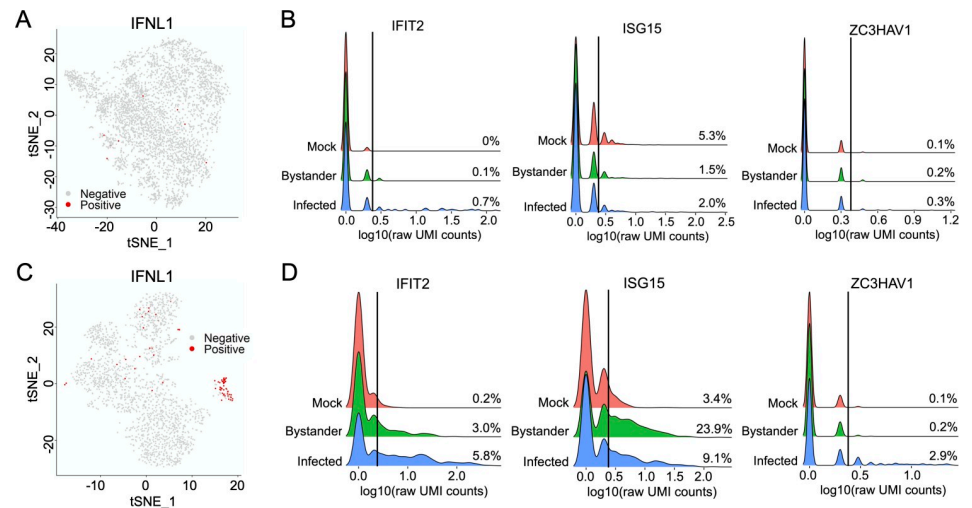 A
IFNL1
tSNE_2
20
10
0
-10
-20
-30
Negative
Positive
-40
-20
0
20
tSNE_1
B
IFIT2
Mock
0%
Bystander
0.1%
Infected
0.7%
0.0
0.5
1.0
1.5
2.0
log10(raw UMI counts)
ISG15
Mock
5.3%
Bystander
1.5%
Infected
2.0%
0.0
0.5
1.0
1.5
2.0
2.5
log10(raw UMI counts)
ZC3HAV1
Mock
0.1%
Bystander
0.2%
Infected
0.3%
0.0
0.3
0.6
0.9
1.2
log10(raw UMI counts)
C
IFNL1
tSNE_2
20
0
-20
Negative
Positive
-10
0
10
20
tSNE_1
D
IFIT2
Mock
0.2%
Bystander
3.0%
Infected
5.8%
0.0
0.5
1.0
1.5
2.0
log10(raw UMI counts)
ISG15
Mock
3.4%
Bystander
23.9%
Infected
9.1%
0.0
0.5
1.0
1.5
2.0
log10(raw UMI counts)
ZC3HAV1
Mock
0.1%
Bystander
0.2%
Infected
2.9%
0.0
0.5
1.0
log10(raw UMI counts)